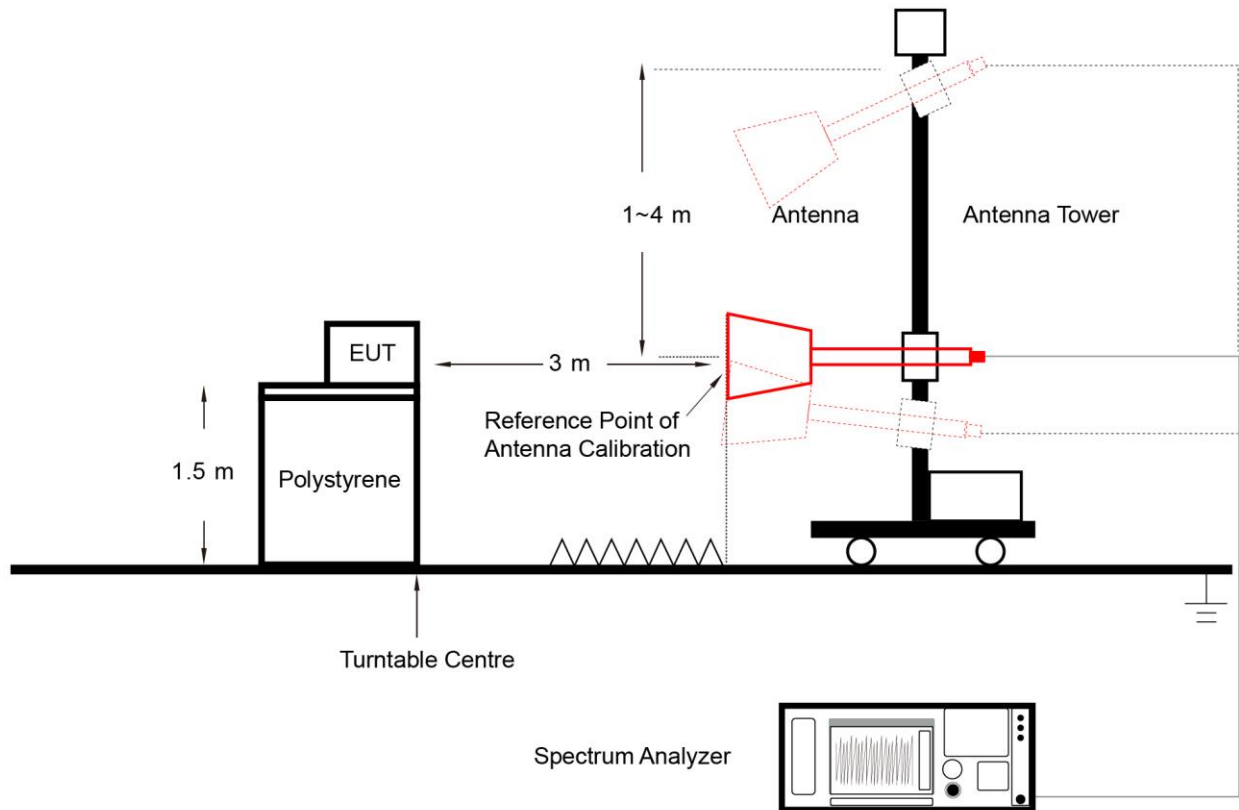 1~4 m
Antenna
Antenna Tower
EUT
3 m
Reference Point of
Antenna Calibration
1.5 m
Polystyrene
Turntable Centre
Spectrum Analyzer